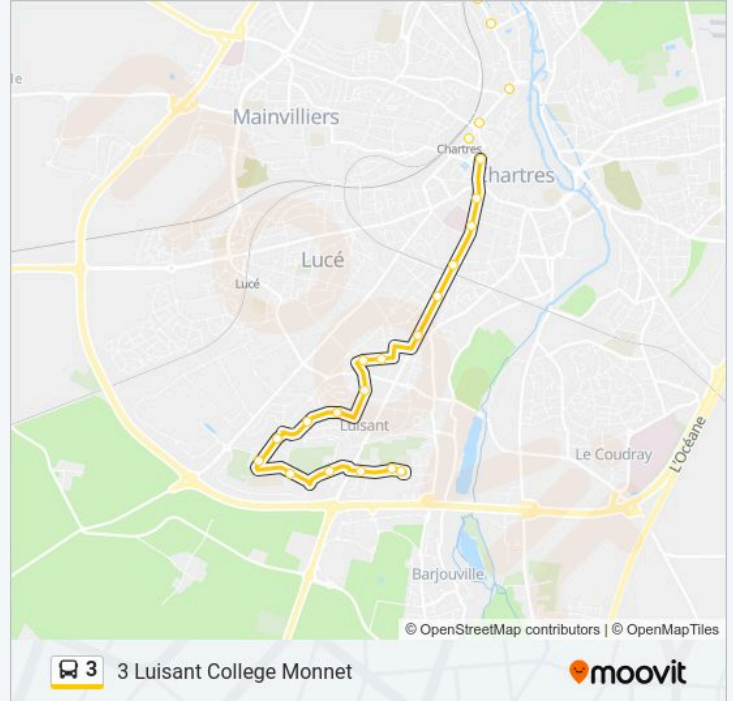 le
Mainvilliers
Chartres
Chartres
Lucé
Lucé
Luisant
Le Coudray
L'Océane
Barjouville
© OpenStreetMap contributors | © OpenMapTiles
3
3 Luisant College Monnet
moovit